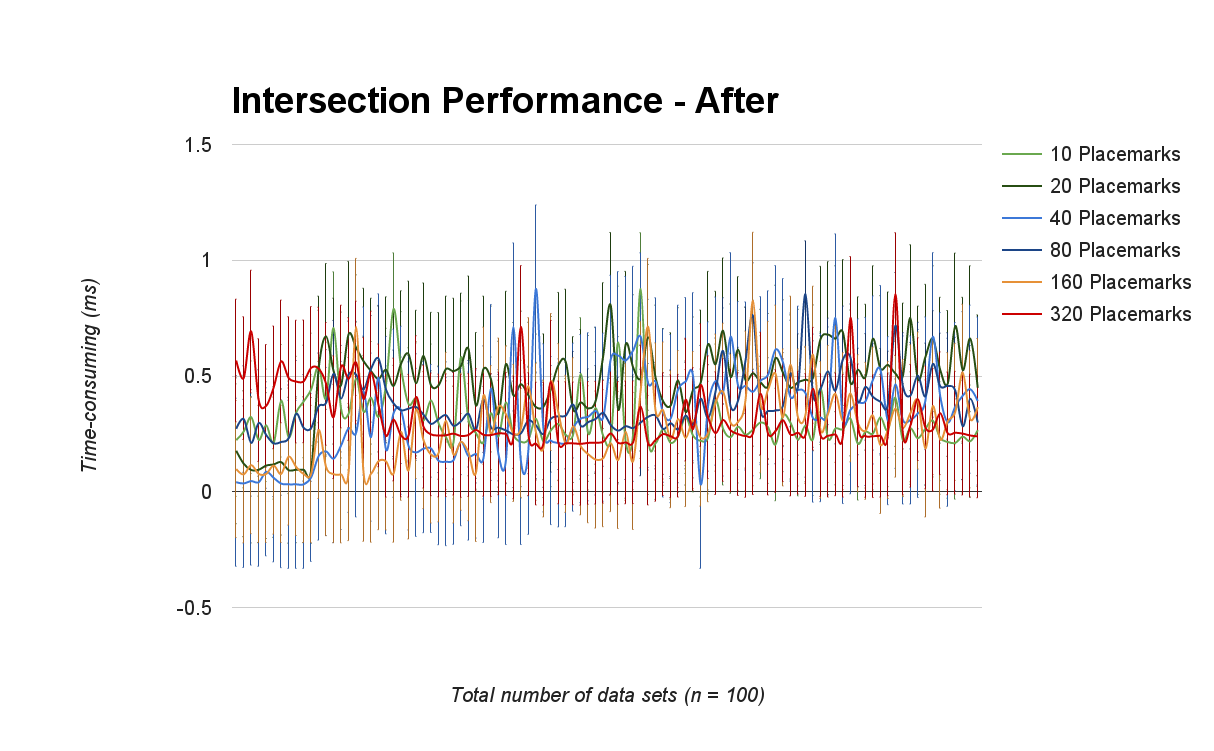 Intersection Performance - After
1.5
1
0.5
0
-0.5
Time-consuming (ms)
Total number of data sets (n = 100)
10 Placemarks
20 Placemarks
40 Placemarks
80 Placemarks
160 Placemarks
320 Placemarks